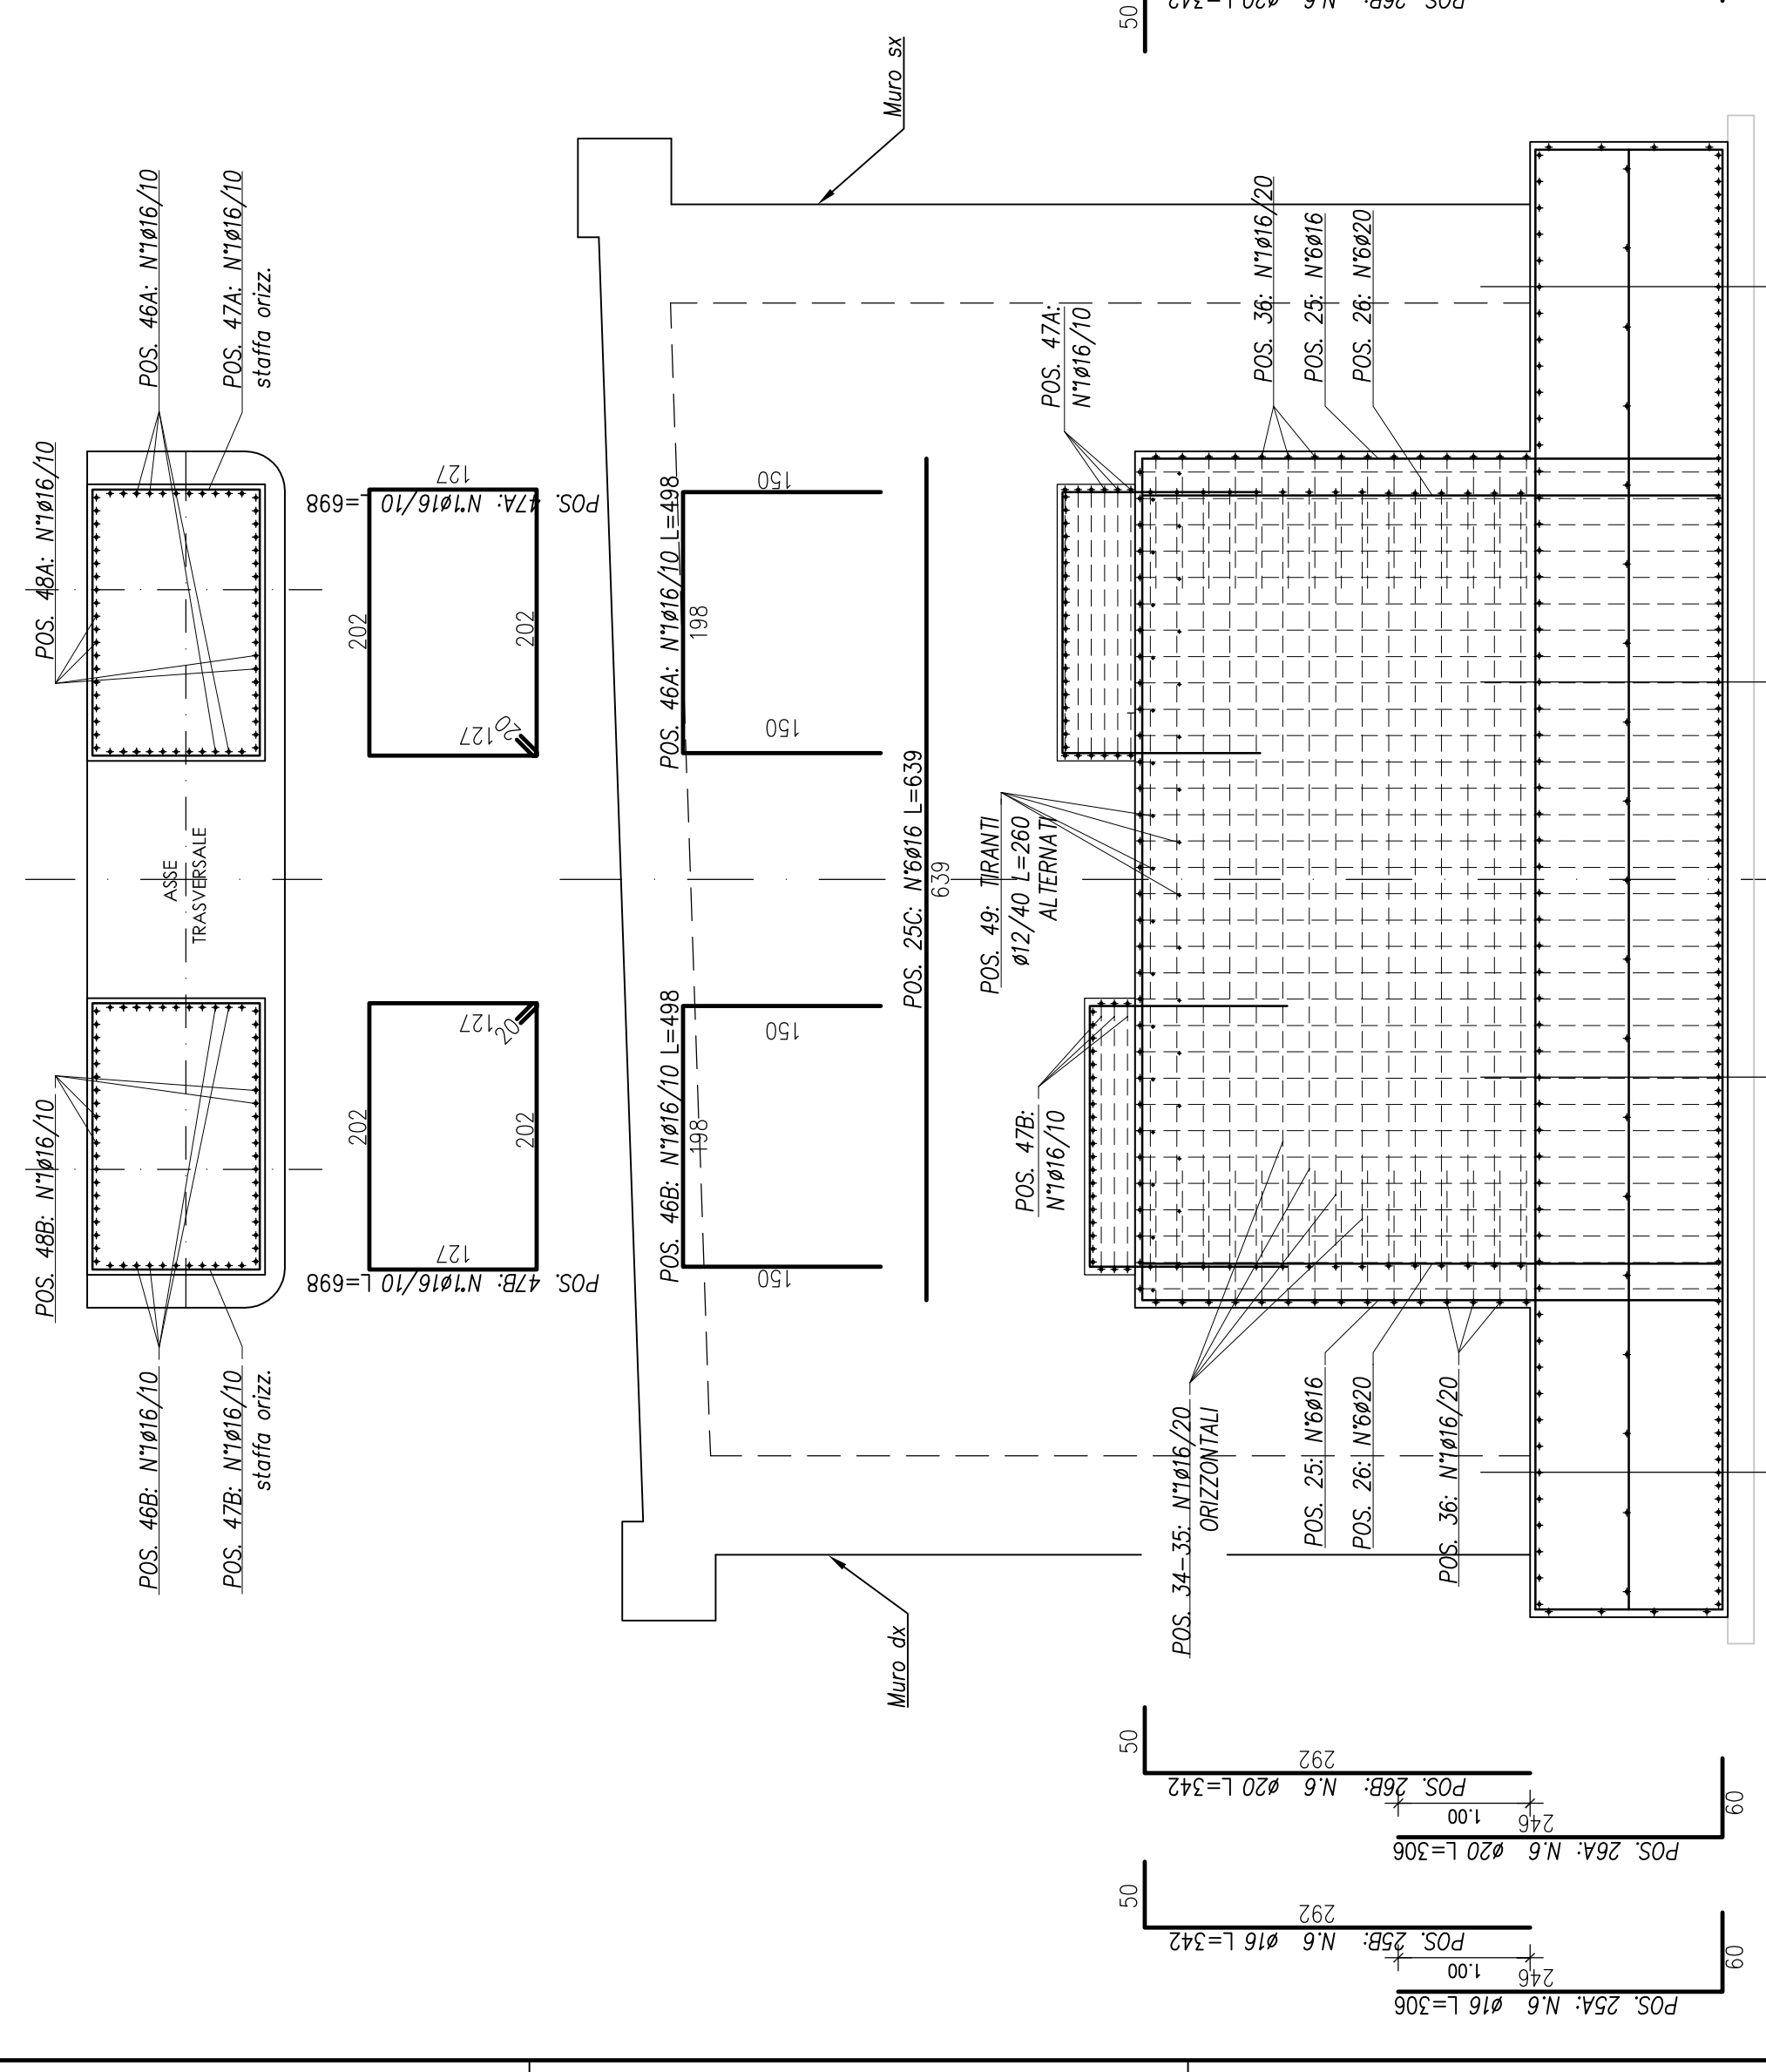 POS. 48A: N°1ø16/10
POS. 46A: N°1ø16/10
POS. 47A: N°1ø16/10
staffa orizz.
ASSE
TRASVERSALE
POS. 48B: N°1ø16/10
POS. 46B: N°1ø16/10
POS. 47B: N°1ø16/10
staffa orizz.
POS. 47A: N°1ø16/10 L=698
127
202
202
127
20
POS. 47B: N°1ø16/10 L=698
127
202
202
127
20
Muro sx
Muro dx
POS. 46A: N°1ø16/10 L=498
198
150
150
POS. 46B: N°1ø16/10 L=498
198
150
150
POS. 25C: N°6ø16 L=639
639
POS. 49: TIRANTI
ø12/40 L=260
ALTERNATI
POS. 47A:
N°1ø16/10
POS. 47B:
N°1ø16/10
POS. 36: N°1ø16/20
POS. 25: N°6ø16
POS. 26: N°6ø20
POS. 34-35: N°1ø16/20
ORIZZONTALI
POS. 25: N°6ø16
POS. 26: N°6ø20
POS. 36: N°1ø16/20
50
POS. 26B: N.6 ø20 L=342
50
292
POS. 26B: N.6 ø20 L=342
1.00
246
POS. 26A: N.6 ø20 L=306
60
50
292
POS. 25B: N.6 ø16 L=342
1.00
246
POS. 25A: N.6 ø16 L=306
60